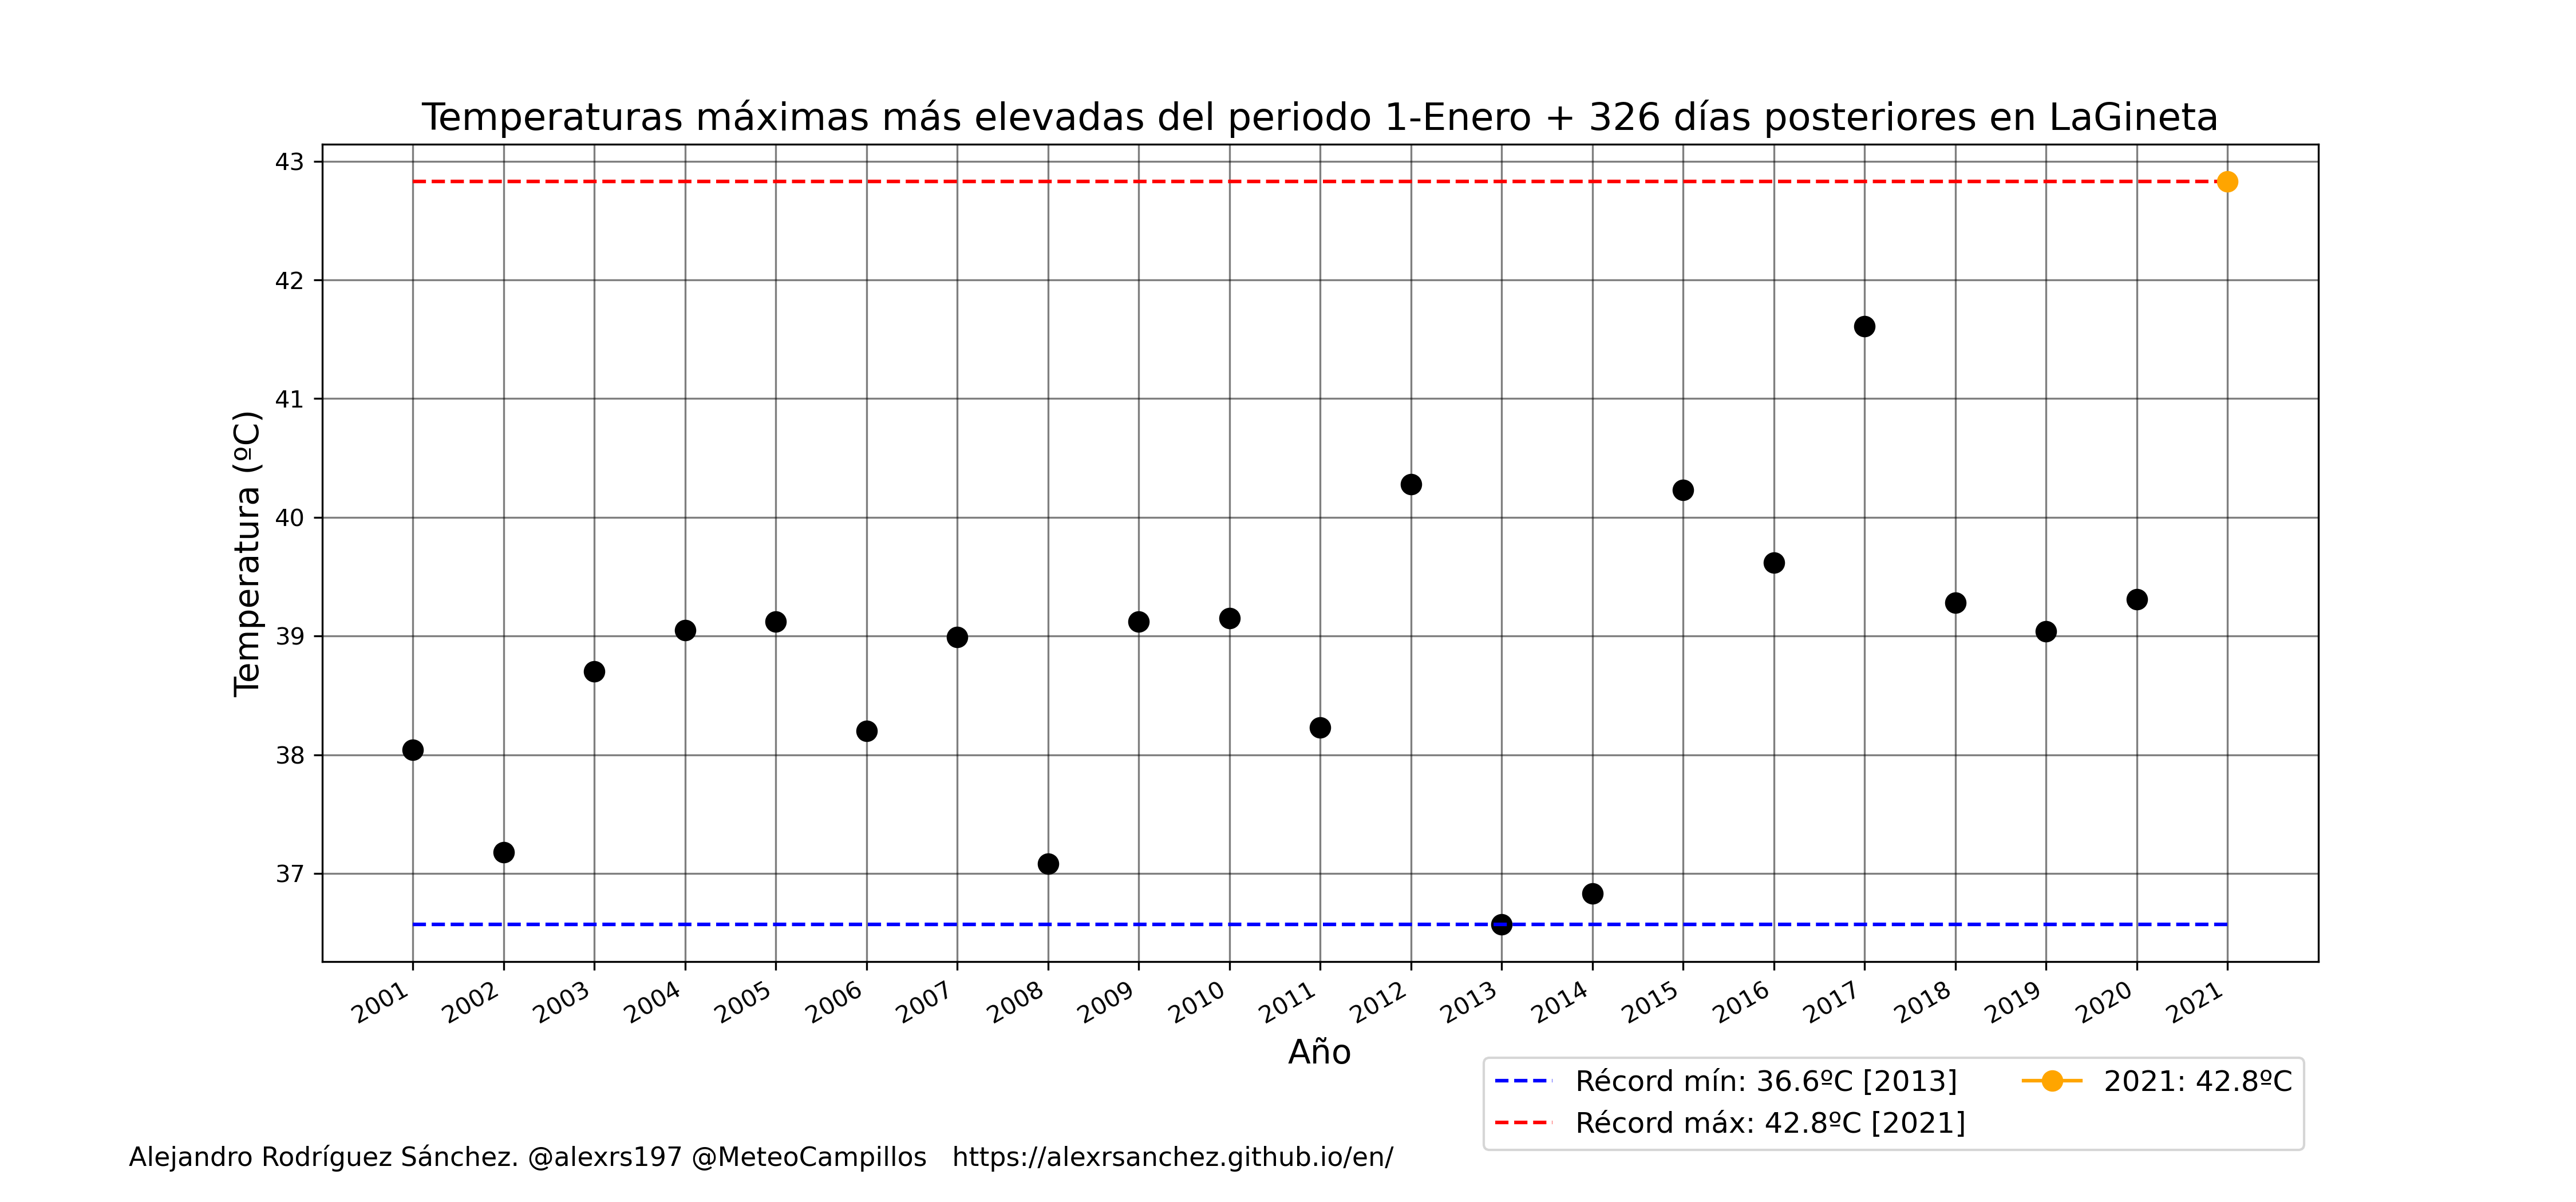 Temperaturas máximas más elevadas del periodo 1-Enero + 326 días posteriores en LaGineta
Temperatura (ºC)
43
42
41
40
39
38
37
2001 2002 2003 2004 2005 2006 2007 2008 2009 2010 2011 2012 2013 2014 2015 2016 2017 2018 2019 2020 2021
Año
Récord mín: 36.6ºC [2013]
Récord máx: 42.8ºC [2021]
2021: 42.8ºC
Alejandro Rodríguez Sánchez. @alexrs197 @MeteoCampillos https://alexrsanchez.github.io/en/